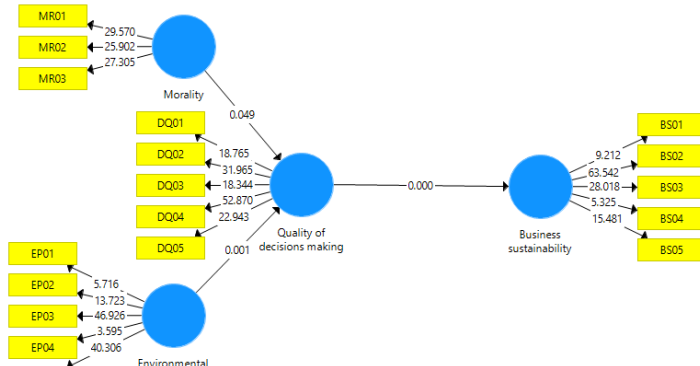 MR01
29.570
MR02
25.902
MR03
27.305
Morality
0.049
DQ01
18.765
DQ02
31.965
DQ03
18.344
DQ04
52.870
DQ05
22.943
Quality of
decisions making
0.000
BS01
9.212
BS02
63.542
BS03
28.018
BS04
5.325
BS05
15.481
Business
sustainability
0.001
EP01
5.716
EP02
13.723
EP03
46.926
EP04
3.595
40.306
Environmental